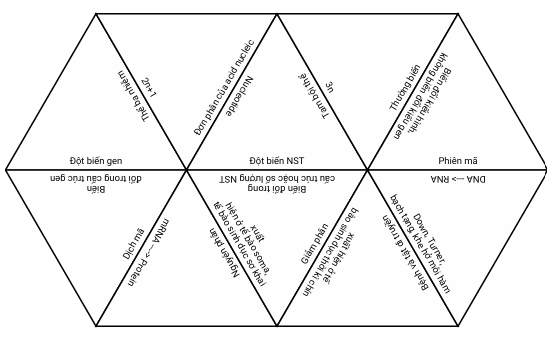 2n+1
Thể ba nhiễm
Đơn phân của acid nucleic
Nucleotide
3n
Tam bội thể
Thường biến
Biến đổi kiểu hình,
không biến đổi kiểu gen
Đột biến gen
Biến
đổi trong cấu trúc gen
Đột biến NST
Biến đổi trong
cấu trúc hoặc số lượng NST
Phiên mã
DNA ---> RNA
Dịch mã
mRNA ---> Protein
Nguyên phân
xuất
hiện ở tế bào soma,
tế bào sinh dục sơ khai
Giảm phân
xuất hiện ở tế
bào sinh dục thời kì chín
Down, Turner,
bạch tạng, khe hở môi hàm
Bệnh và tật di truyền